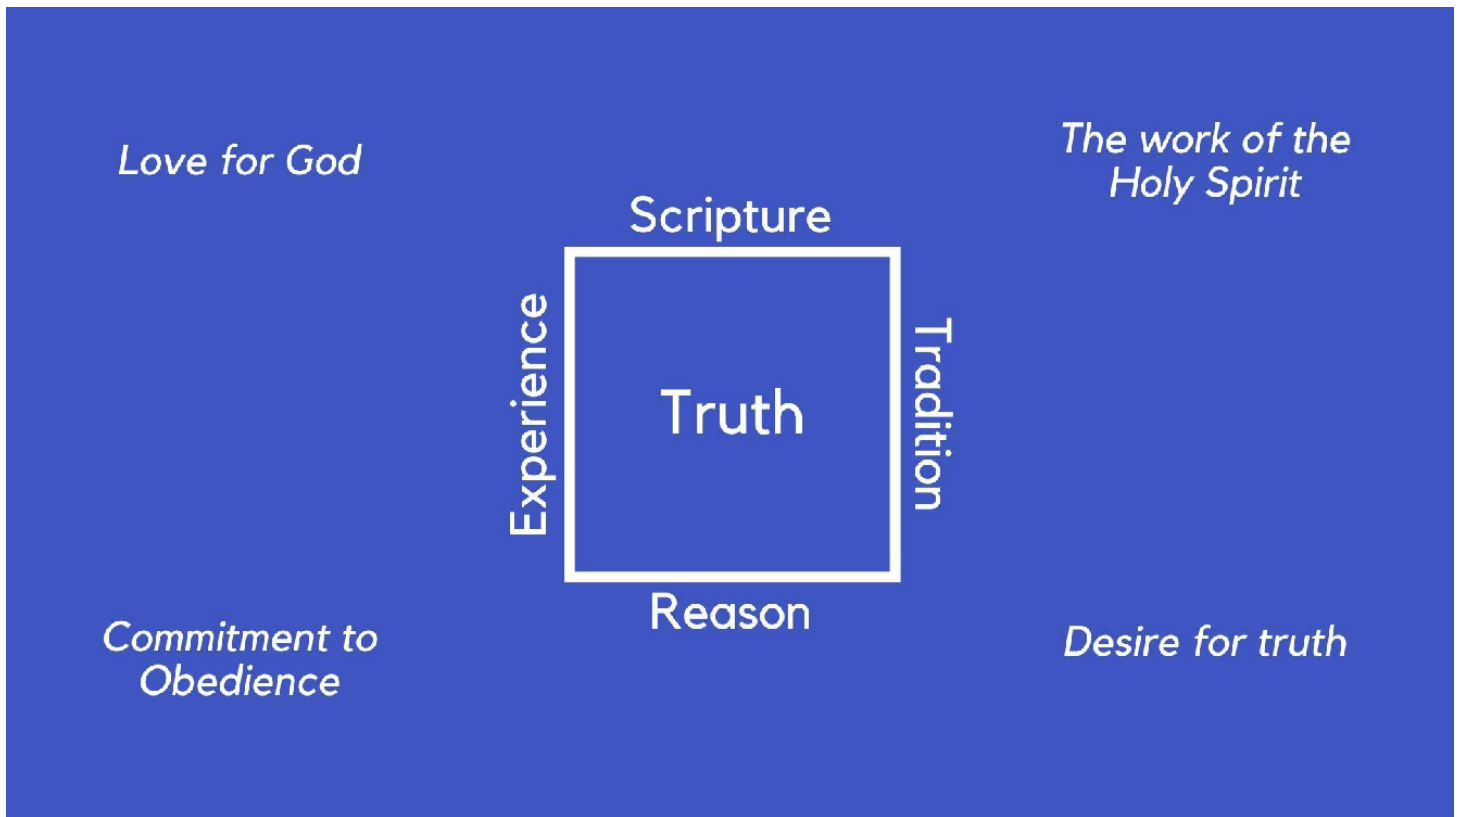 Love for God
The work of the
Holy Spirit
Scripture
Experience
Truth
Tradition
Reason
Commitment to
Obedience
Desire for truth